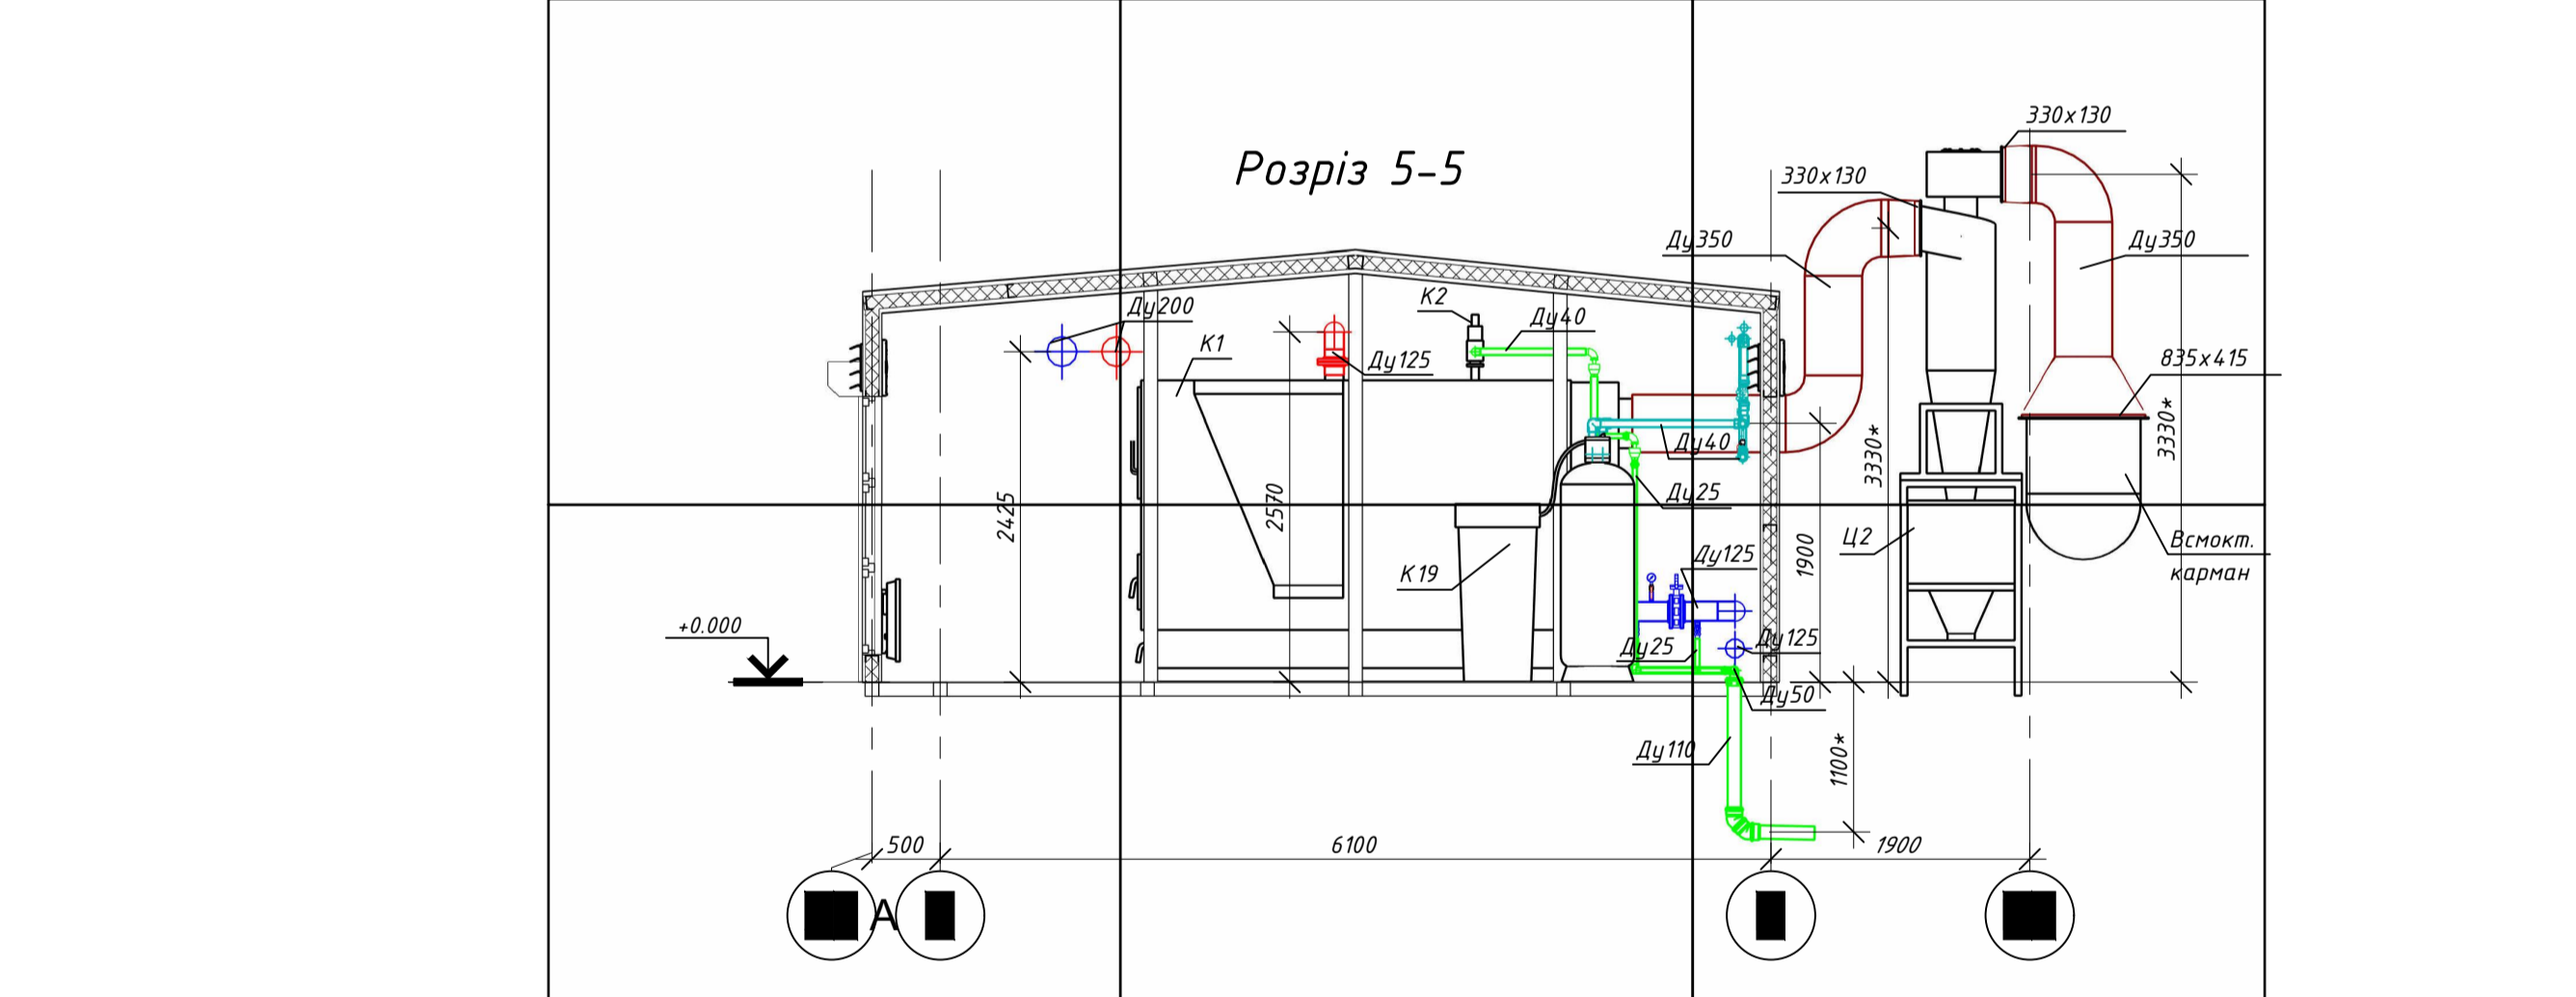 Розріз 5-5
330х130
330х130
Ду350
Ду350
К2
Ду200
Ду40
К1
Ду125
835х415
Ду40
3330*
3330*
Ду25
2425
2570
1900
Ц2
Всмокт.
карман
К19
Ду125
+0.000
Ду25
Ду125
Ду50
Ду110
1100*
500
6100
1900
А